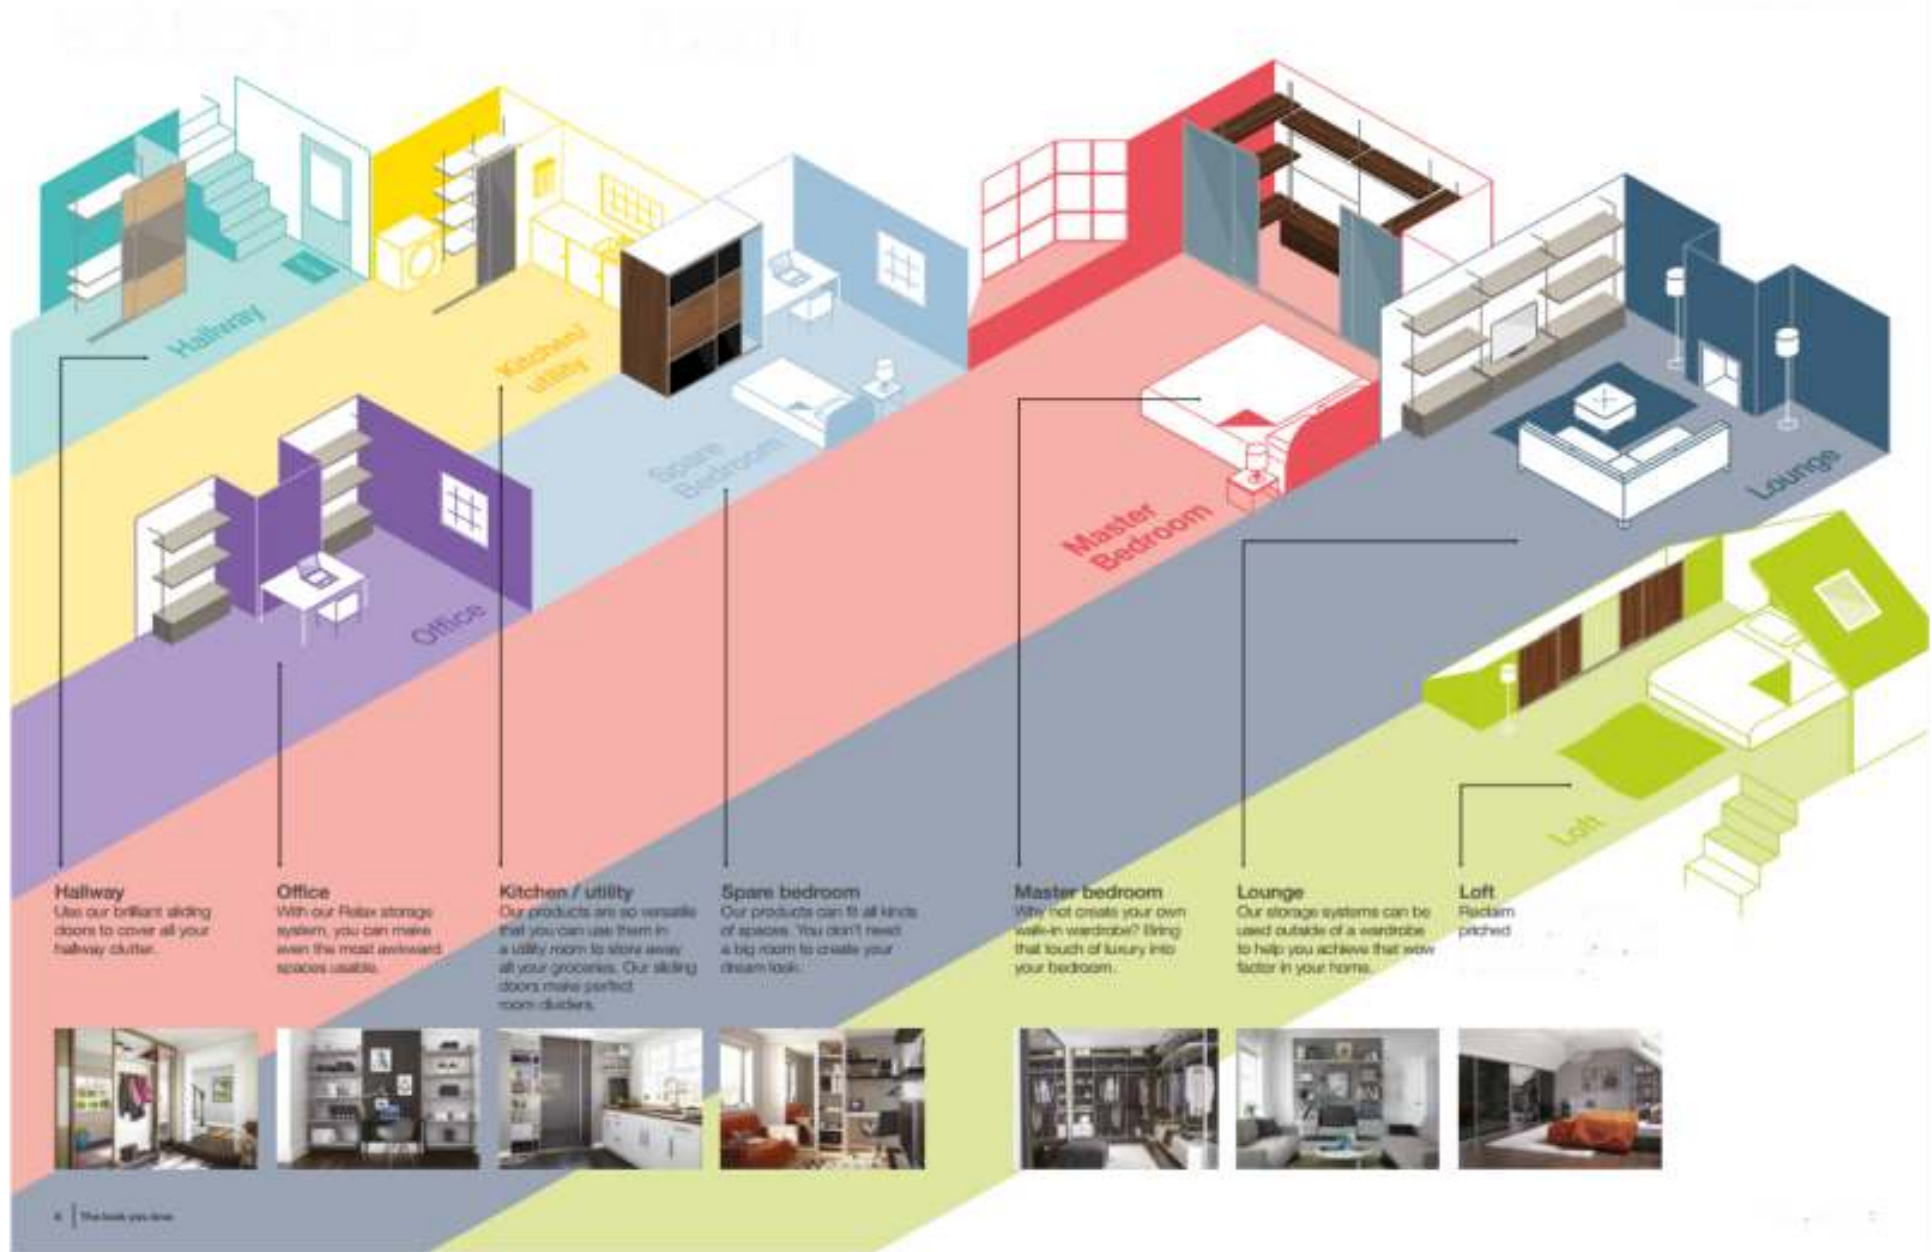 Hallway
Kitchen/
utility
Spare
Bedroom
Office
Master
Bedroom
Lounge
Loft
Hallway
Use our brilliant sliding
doors to cover all your
hallway clutter.
Office
With our Relax storage
system, you can make
even the most awkward
spaces usable.
Kitchen / utility
Our products are so versatile
that you can use them in
a utility room to store away
all your groceries. Our sliding
doors make perfect
room dividers.
Spare bedroom
Our products can fit all kinds
of spaces. You don't need
a big room to create your
dream look.
Master bedroom
Why not create your own
walk-in wardrobe? Bring
that touch of luxury into
your bedroom.
Lounge
Our storage systems can be
used outside of a wardrobe
to help you achieve that wow
factor in your home.
Loft
Reclaim
pitched
The look you love